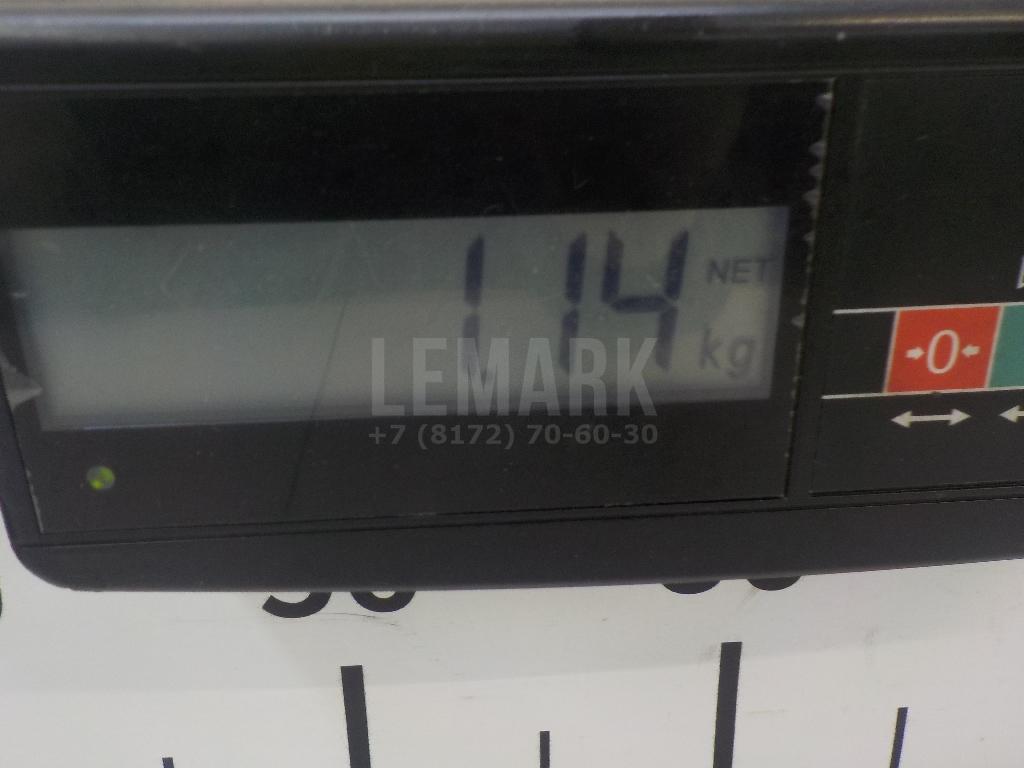 1.14 NET
kg
→0←
LEMARK
+7 (8172) 70-60-30